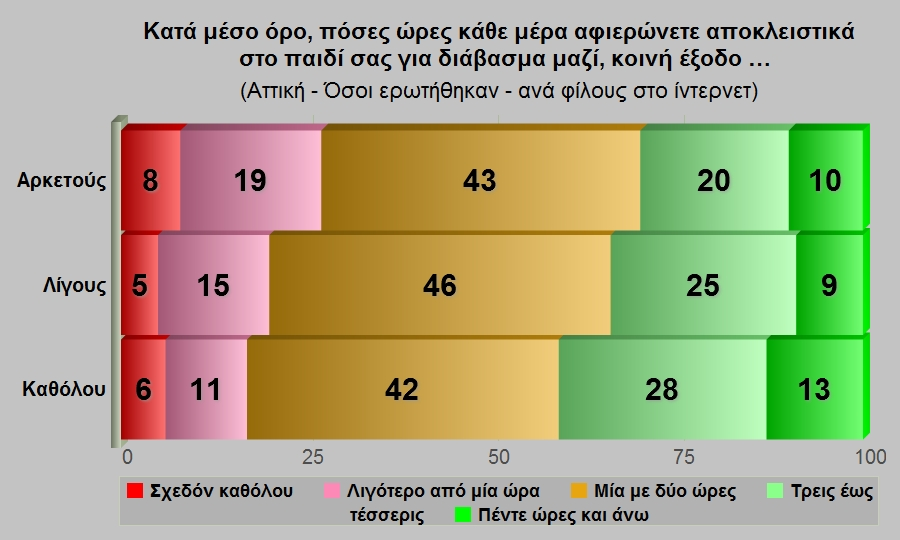 Κατά μέσο όρο, πόσες ώρες κάθε μέρα αφιερώνετε αποκλειστικά
στο παιδί σας για διάβασμα μαζί, κοινή έξοδο ...
(Αττική - Όσοι ερωτήθηκαν - ανά φίλους στο ίντερνετ)
Αρκετούς 8 19 43 20 10
Λίγους 5 15 46 25 9
Καθόλου 6 11 42 28 13
0 25 50 75 100
Σχεδόν καθόλου Λιγότερο από μία ώρα Μία με δύο ώρες Τρεις έως
τέσσερις Πέντε ώρες και άνω